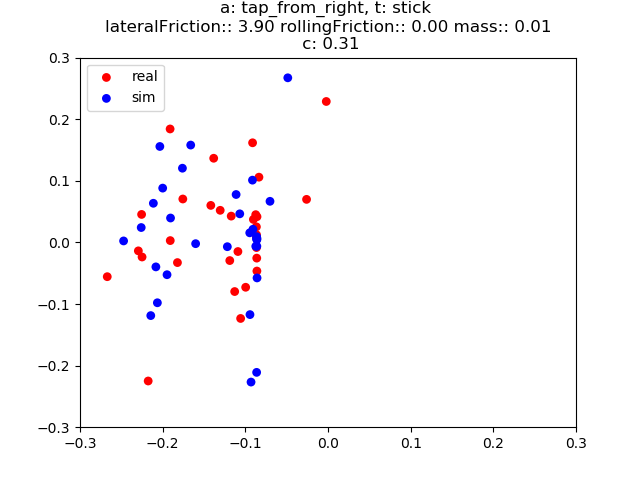 a: tap_from_right, t: stick
lateralFriction:: 3.90 rollingFriction:: 0.00 mass:: 0.01
c: 0.31
real
sim
0.3
0.2
0.1
0.0
−0.1
−0.2
−0.3
−0.3 −0.2 −0.1 0.0 0.1 0.2 0.3